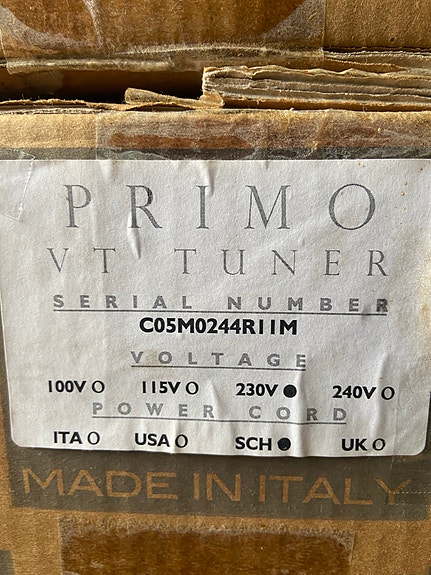 PRIMO
VT TUNER
SERIAL NUMBER
C05M0244R11M
VOLTAGE
100V O 115V O 230V ● 240V O
POWER CORD
ITA O USA O SCH ● UK O
MADE IN ITALY